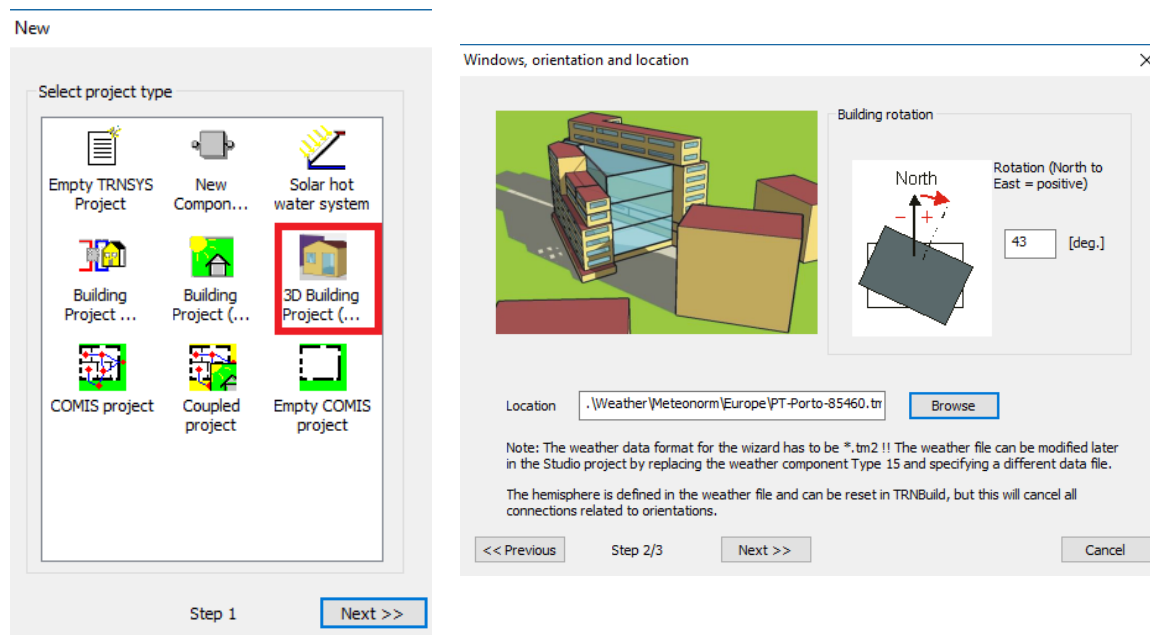 New
Select project type
Empty TRNSYS
Project
New
Compon...
Solar hot
water system
Building
Project ...
Building
Project (...
3D Building
Project (...
COMIS project
Coupled
project
Empty COMIS
project
Step 1
Next >>
Windows, orientation and location
Building rotation
North
- +
Rotation (North to
East = positive)
43 [deg.]
Location
.\Weather\Meteonorm\Europe\PT-Porto-85460.tm
Browse
Note: The weather data format for the wizard has to be *.tm2 !! The weather file can be modified later
in the Studio project by replacing the weather component Type 15 and specifying a different data file.
The hemisphere is defined in the weather file and can be reset in TRNBuild, but this will cancel all
connections related to orientations.
<< Previous
Step 2/3
Next >>
Cancel